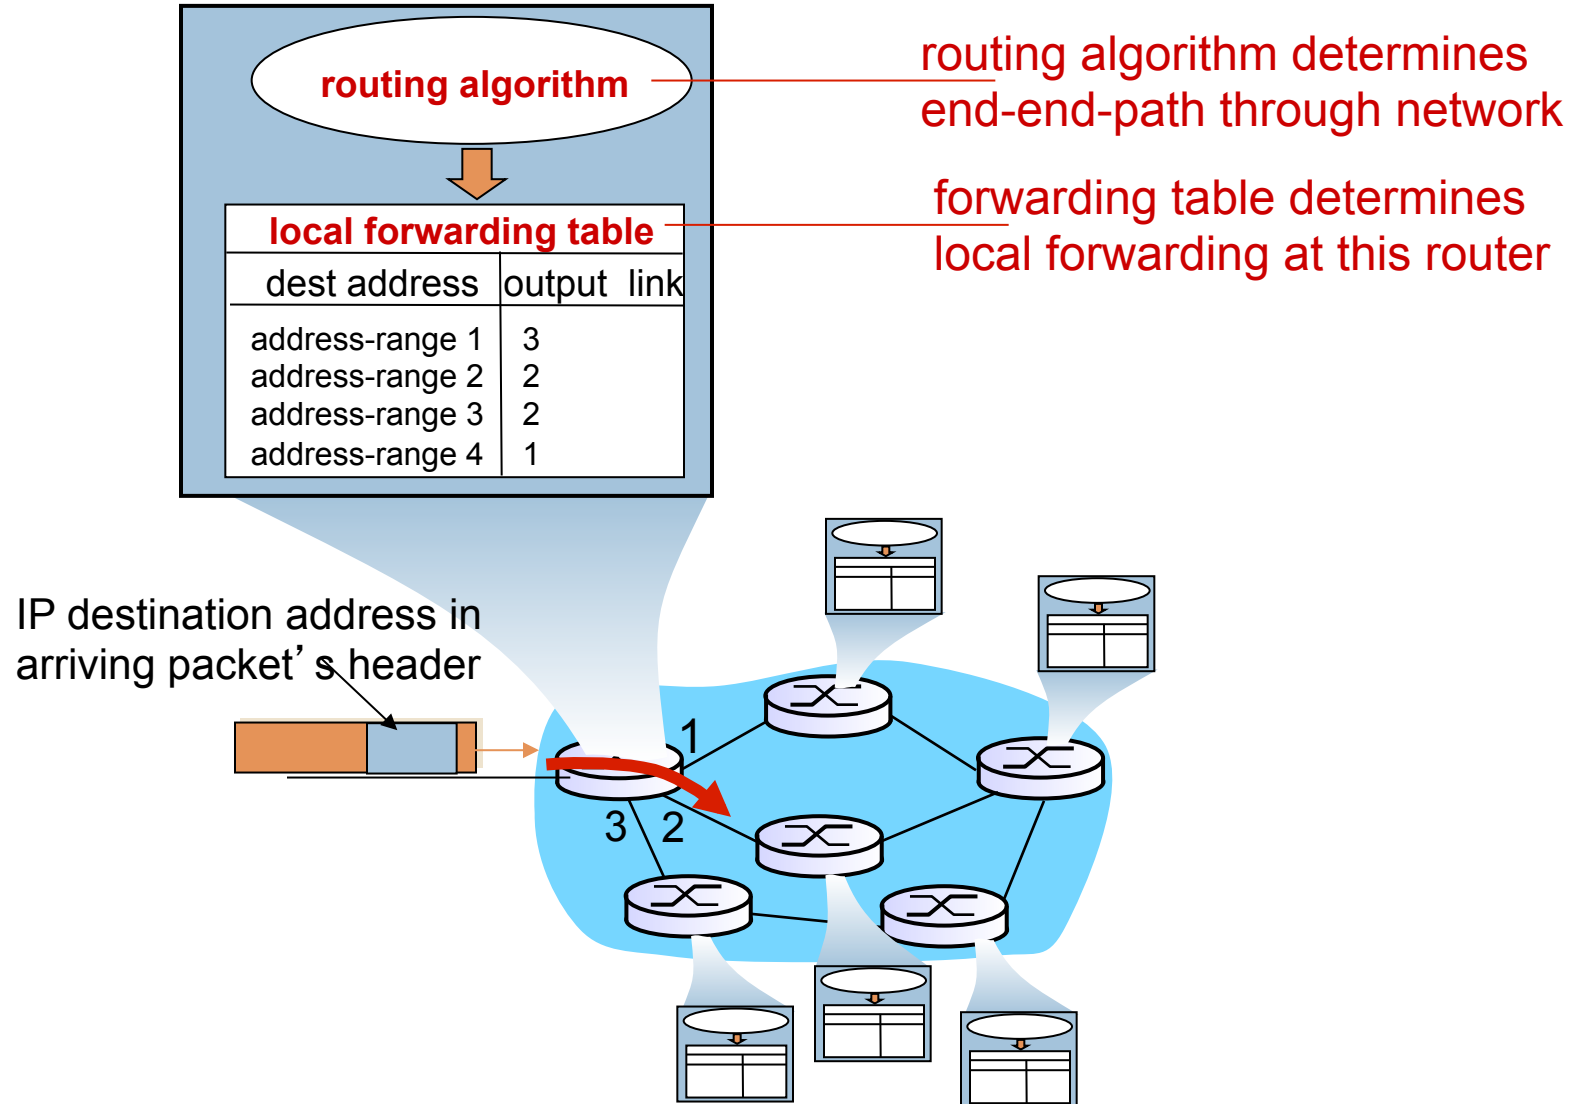 routing algorithm
routing algorithm determines
end-end-path through network
local forwarding table
forwarding table determines
local forwarding at this router
dest address output link
address-range 1 3
address-range 2 2
address-range 3 2
address-range 4 1
IP destination address in
arriving packet’s header
1
3 2